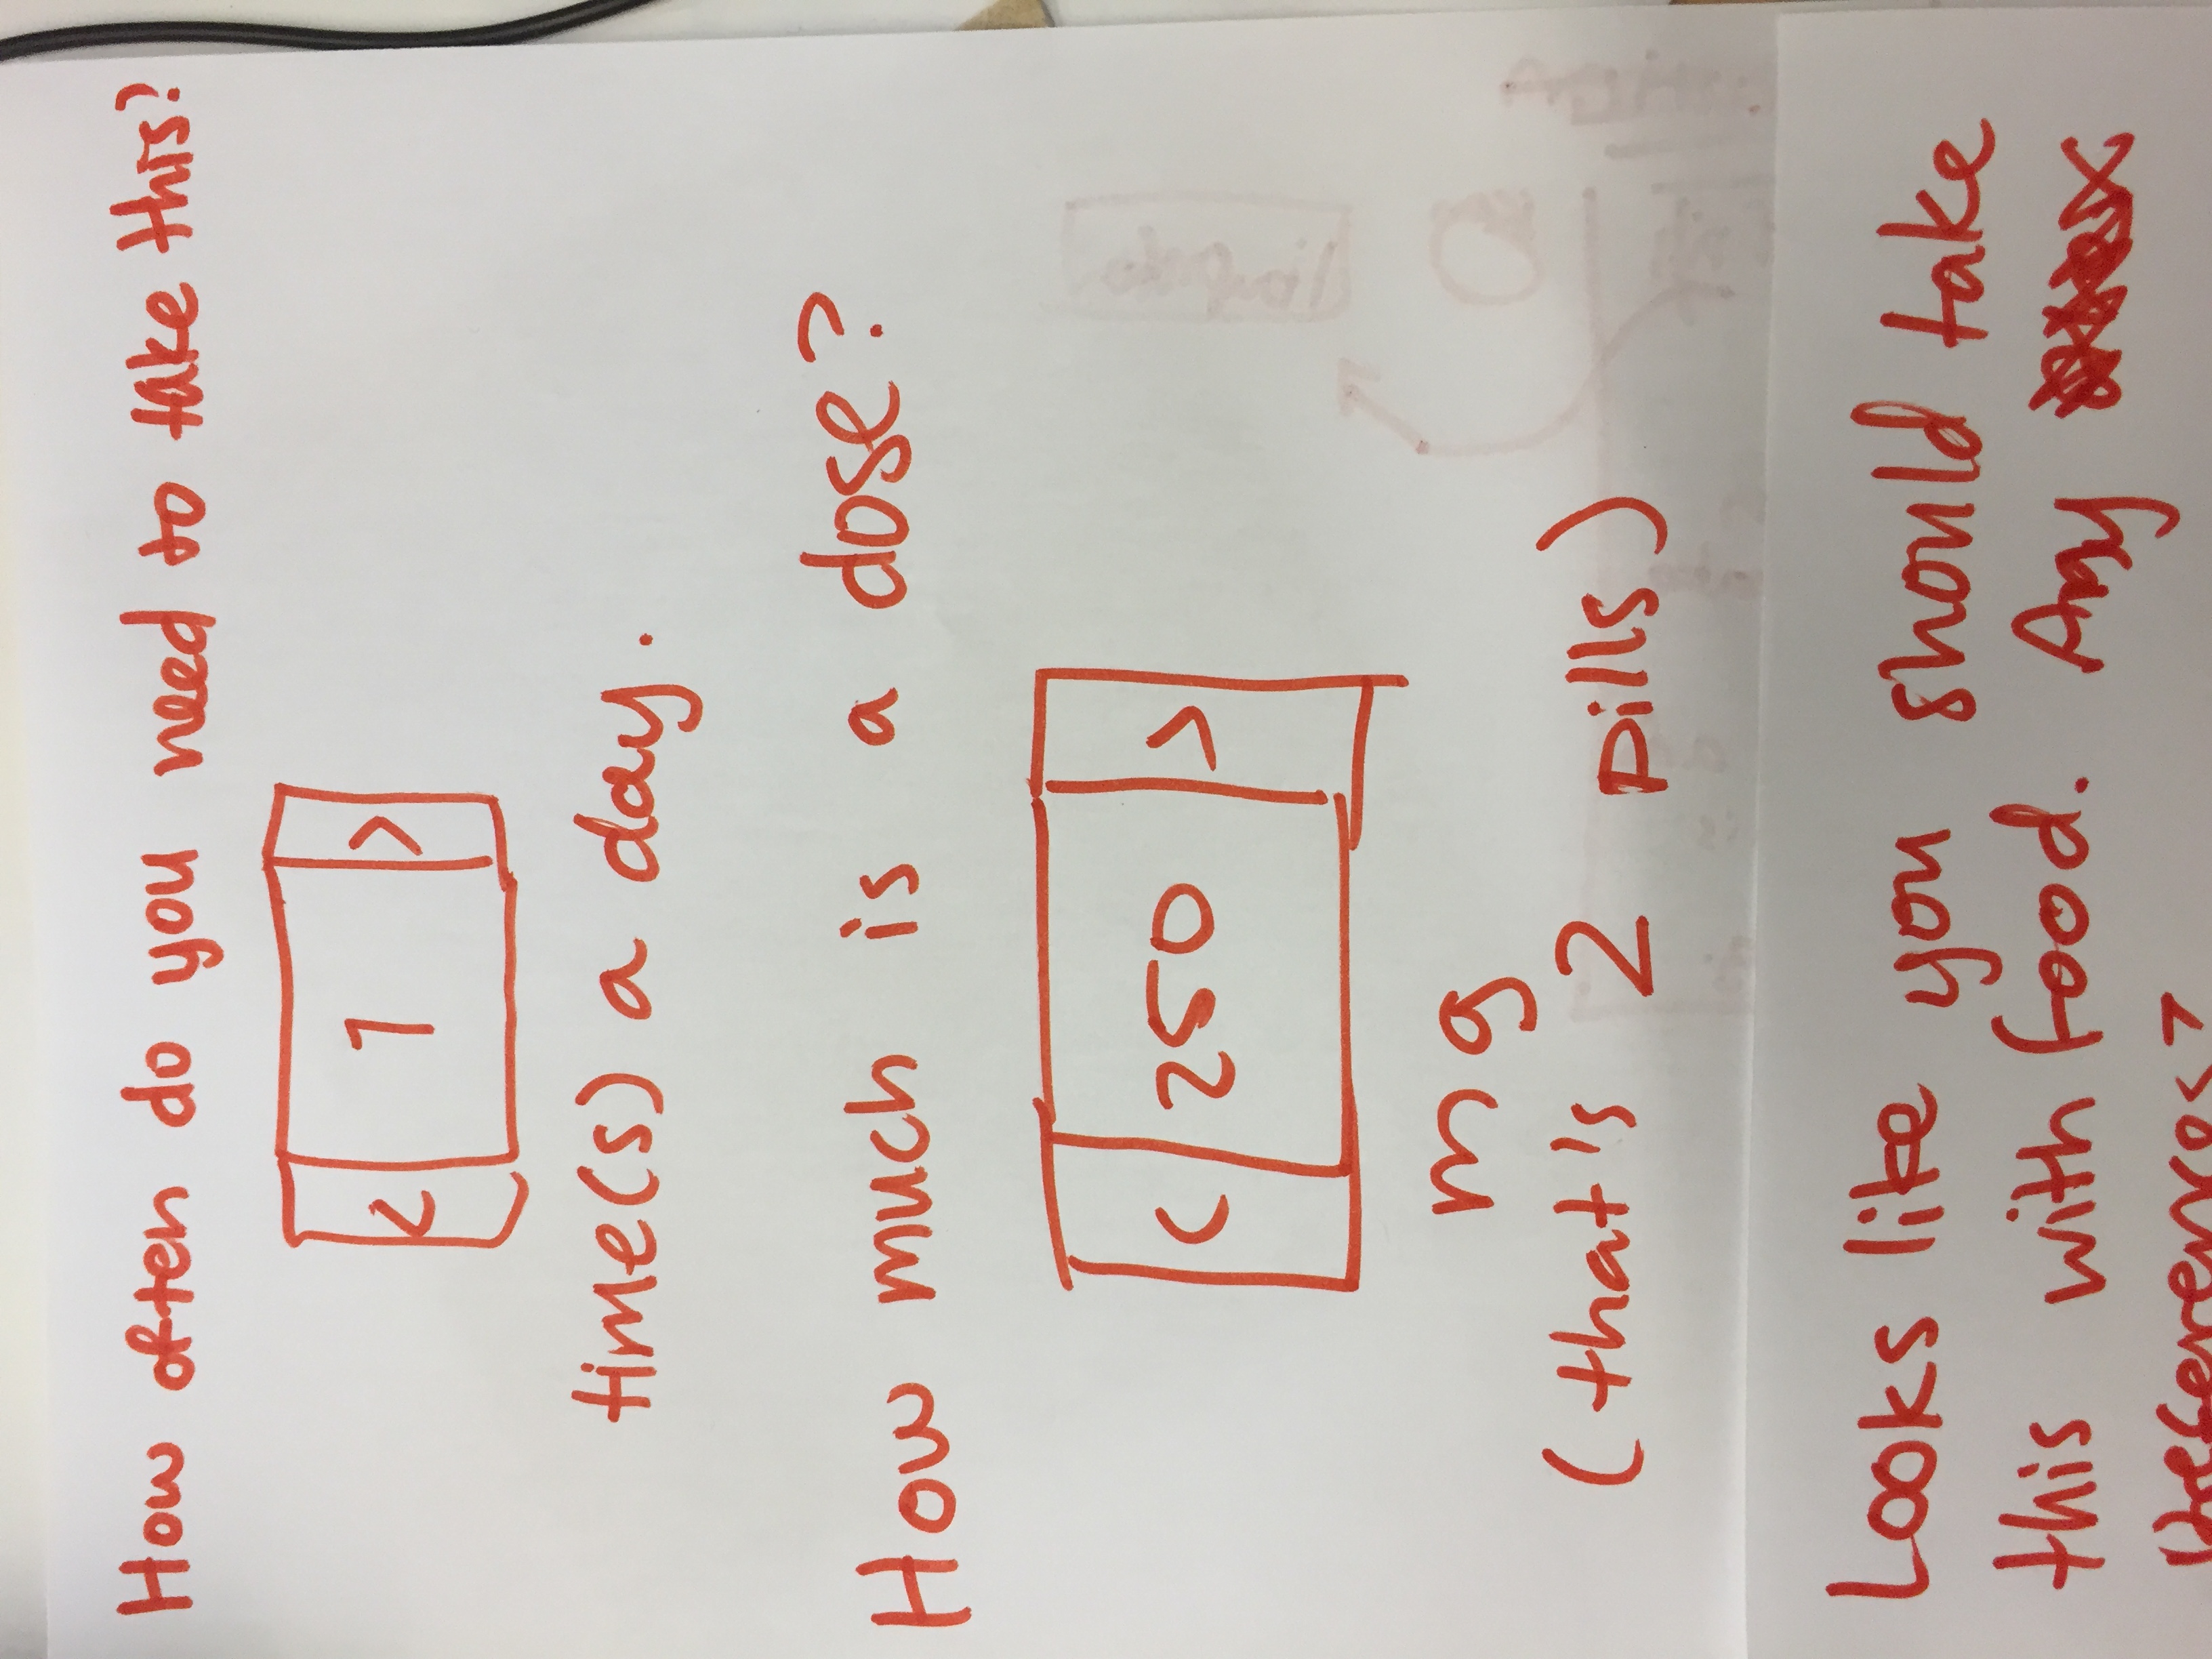 How often do you need to take this?
< 1 >
time(s) a day.
How much is a dose?
< 250 >
mg
(that's 2 pills)
Looks like you should take
this with food. Any
Preferences?